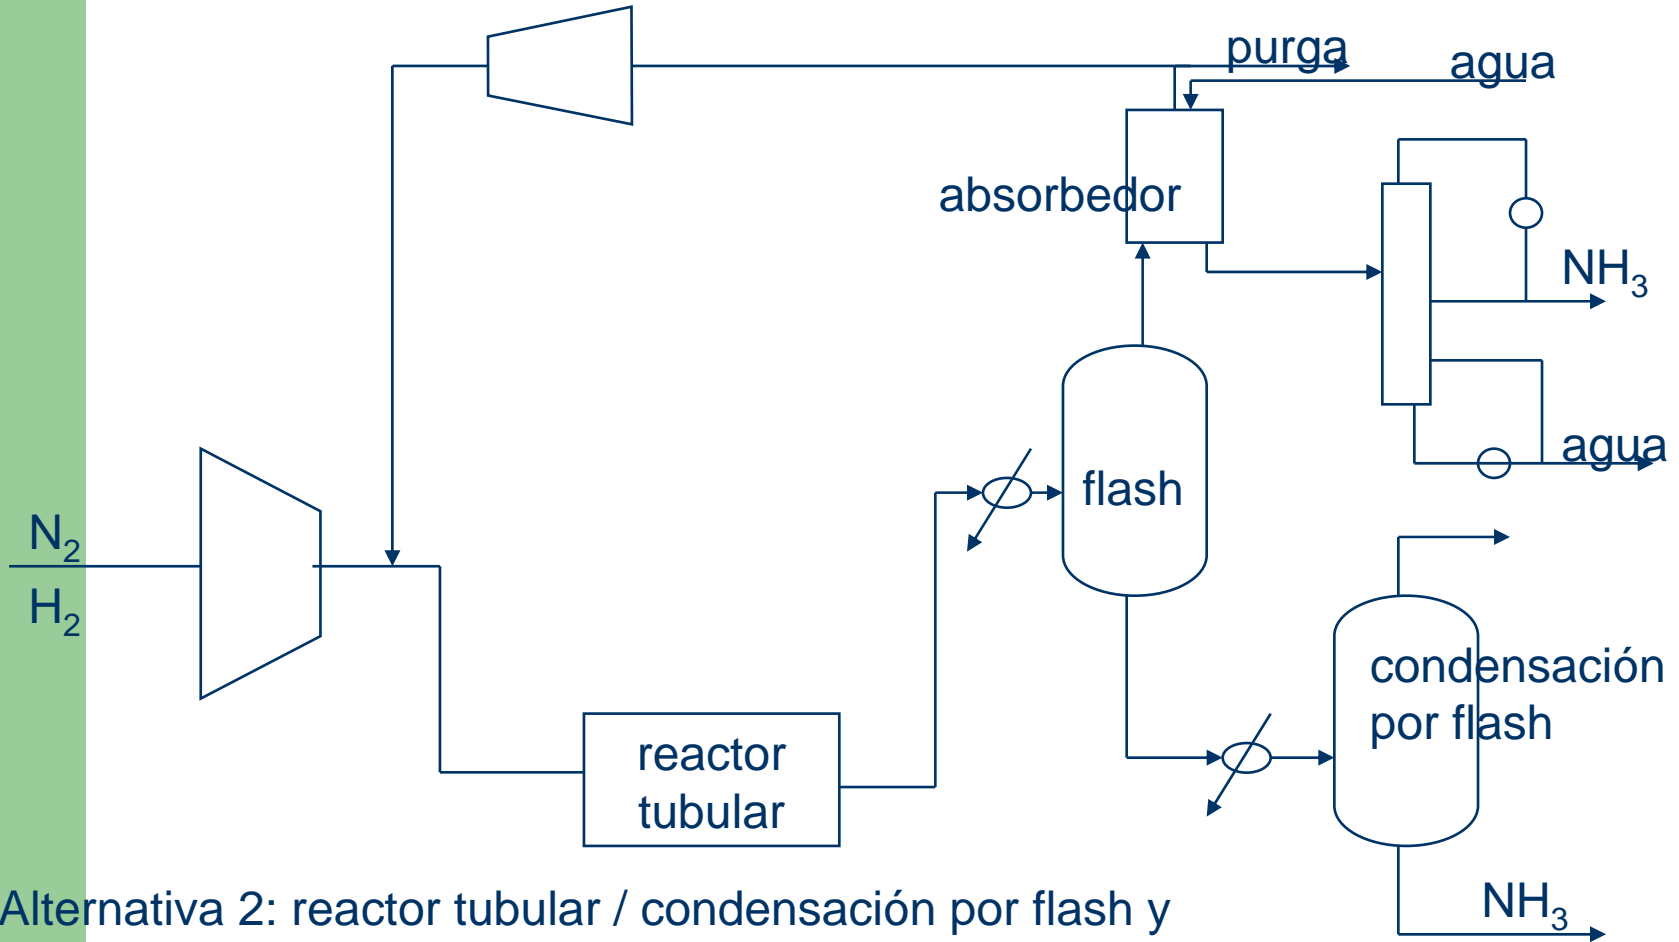 purga
agua
absorbedor
NH₃
flash
agua
N₂
H₂
condensación
por flash
reactor
tubular
NH₃
Alternativa 2: reactor tubular / condensación por flash y